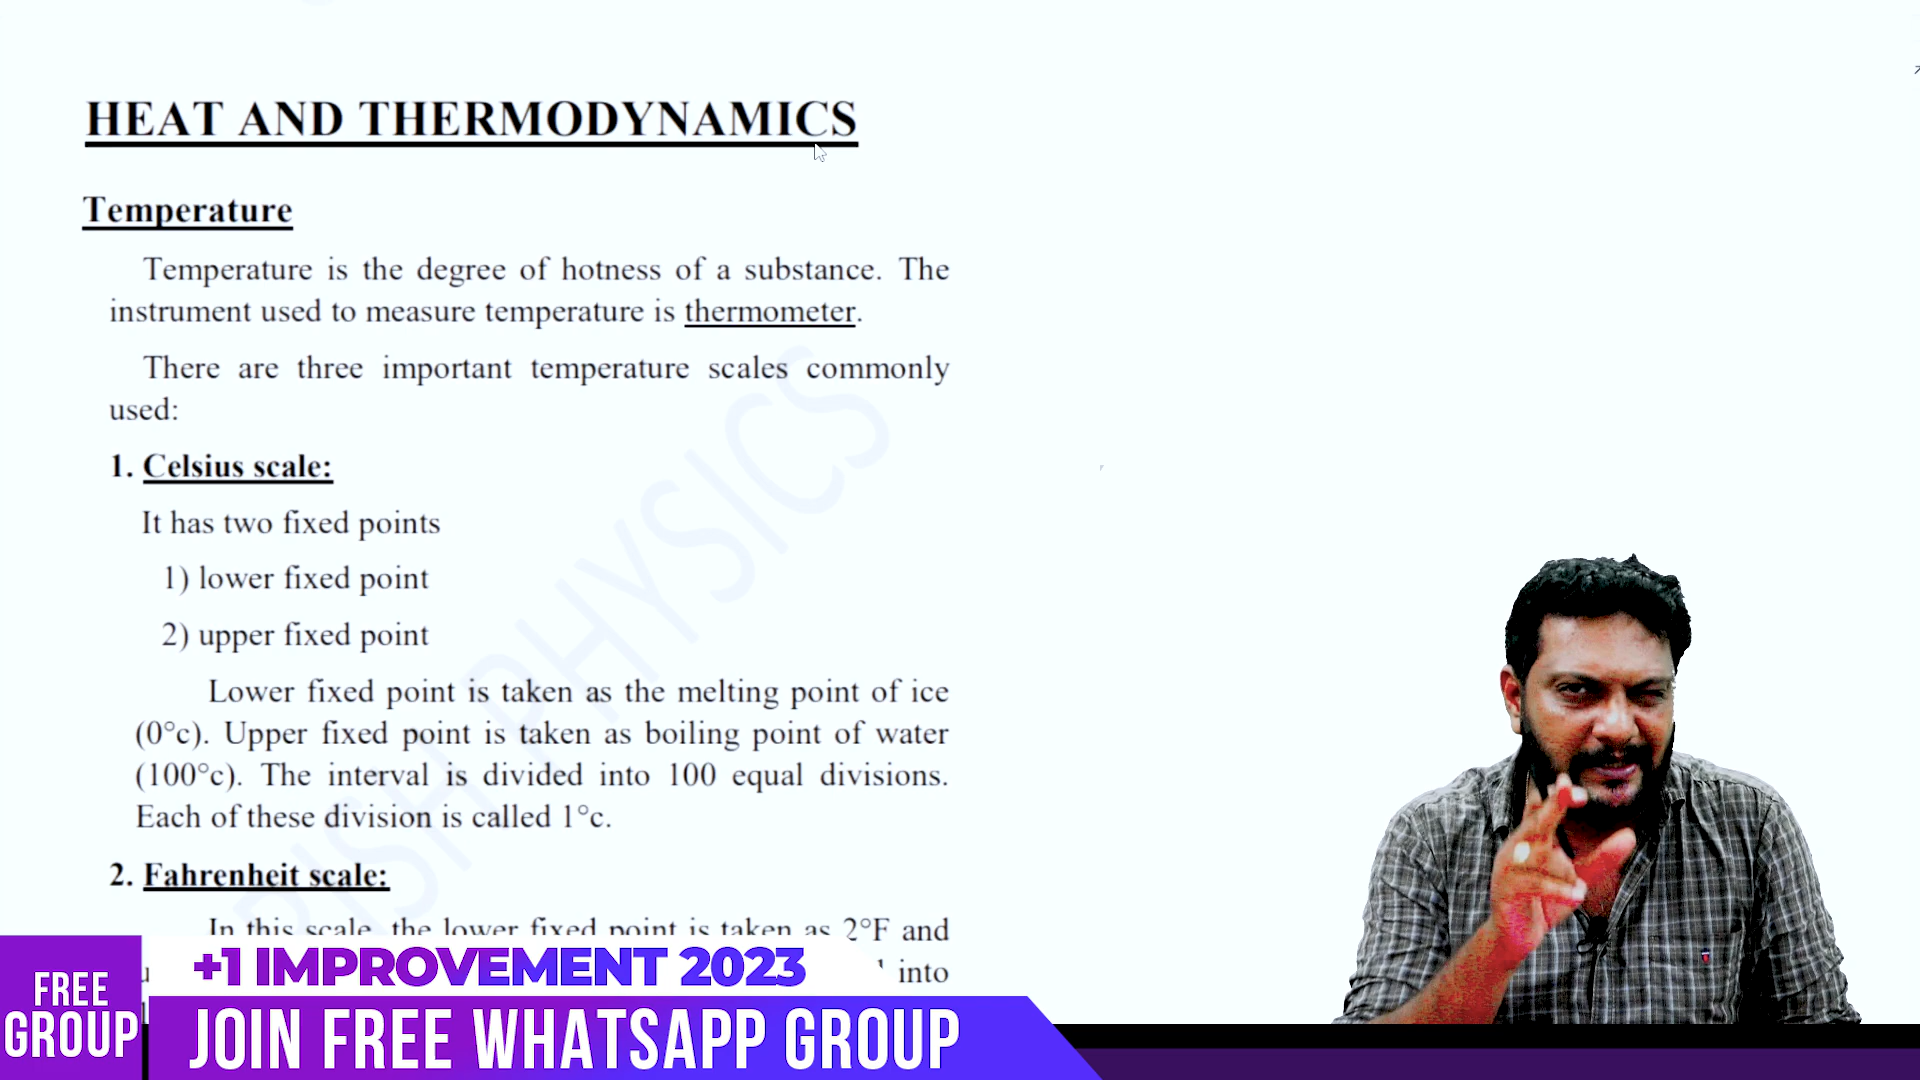 HEAT AND THERMODYNAMICS
Temperature
Temperature is the degree of hotness of a substance. The
instrument used to measure temperature is thermometer.
There are three important temperature scales commonly
used:
1. Celsius scale:
It has two fixed points
1) lower fixed point
2) upper fixed point
Lower fixed point is taken as the melting point of ice
(0°c). Upper fixed point is taken as boiling point of water
(100°c). The interval is divided into 100 equal divisions.
Each of these division is called 1°c.
2. Fahrenheit scale:
In this scale, the lower fixed point is taken as 2°F and
into
+1 IMPROVEMENT 2023
FREE
GROUP
JOIN FREE WHATSAPP GROUP
RISH PHYSICS